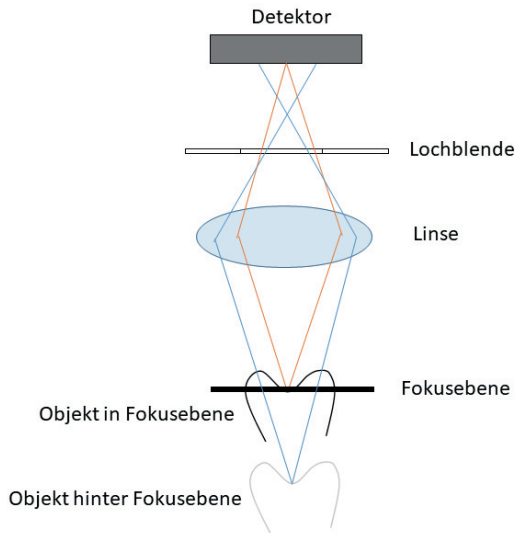 Detektor
Lochblende
Linse
Fokusebene
Objekt in Fokusebene
Objekt hinter Fokusebene